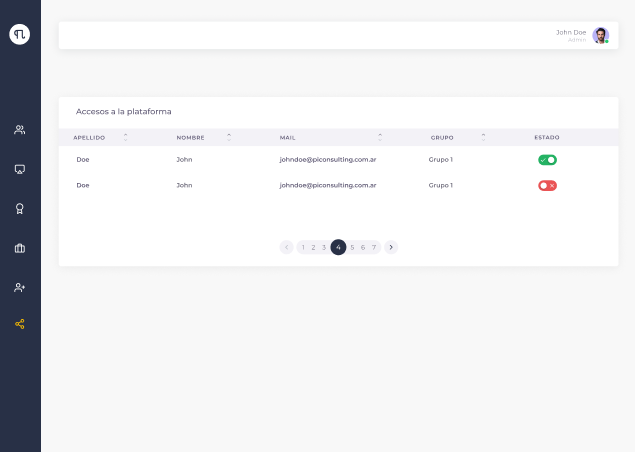 John Doe
Admin
Accesos a la plataforma
APELLIDO NOMBRE MAIL GRUPO ESTADO
Doe John johndoe@piconsulting.com.ar Grupo 1
Doe John johndoe@piconsulting.com.ar Grupo 1
1 2 3 4 5 6 7